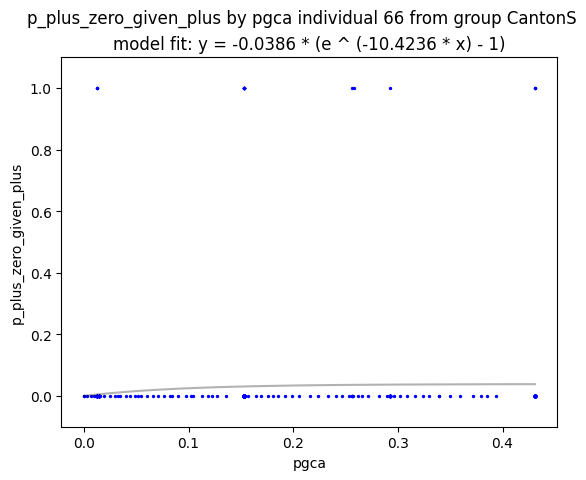 p_plus_zero_given_plus by pgca individual 66 from group CantonS
model fit: y = -0.0386 * (e ^ (-10.4236 * x) - 1)
1.0
0.8
0.6
0.4
0.2
0.0
p_plus_zero_given_plus
0.0 0.1 0.2 0.3 0.4
pgca